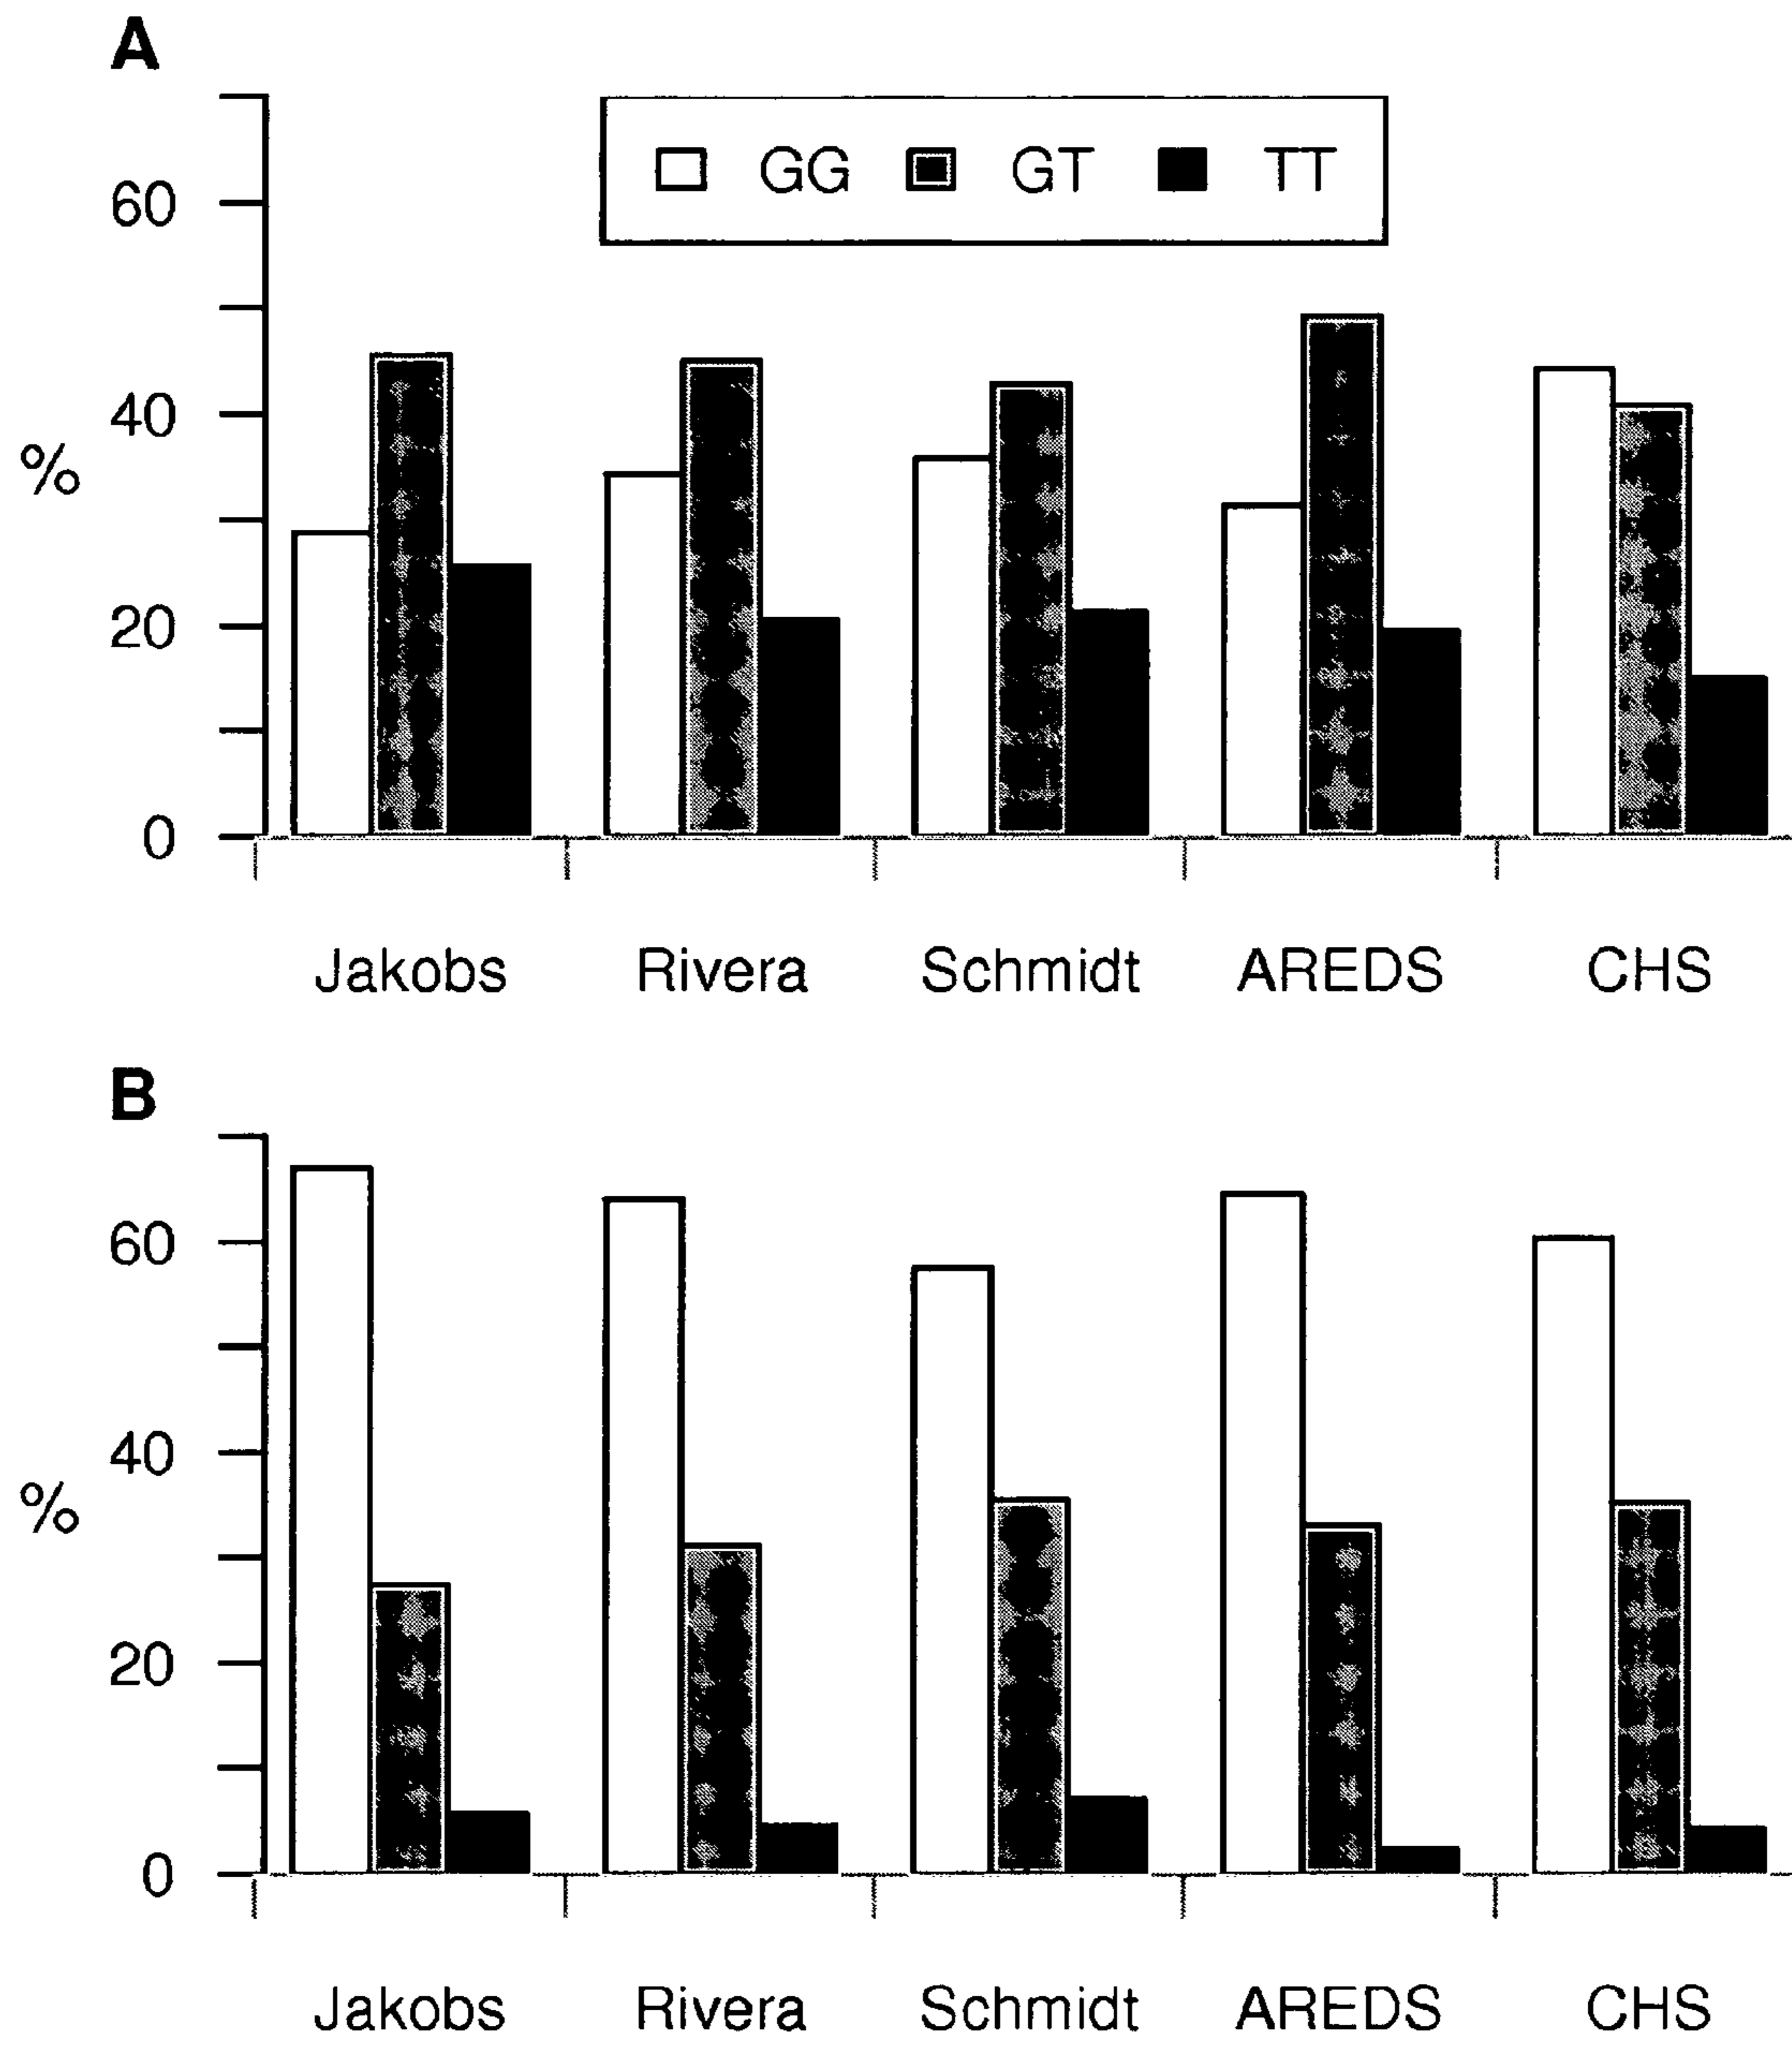 A
GG GT TT
60
40
%
20
0
Jakobs Rivera Schmidt AREDS CHS
B
60
40
%
20
0
Jakobs Rivera Schmidt AREDS CHS